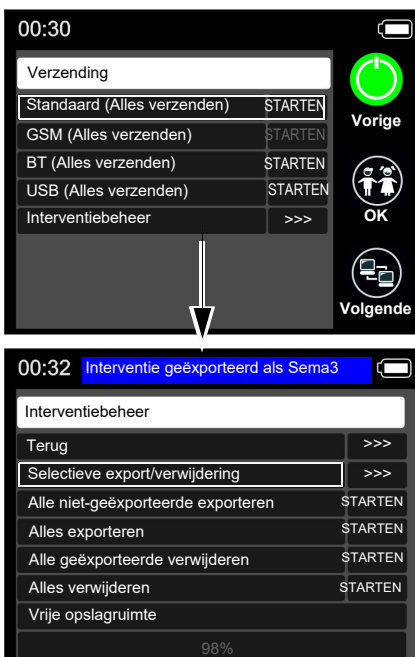 00:30
Verzending
Standaard (Alles verzenden) STARTEN
GSM (Alles verzenden) STARTEN
BT (Alles verzenden) STARTEN
USB (Alles verzenden) STARTEN
Interventiebeheer >>>
Vorige
OK
Volgende
00:32 Interventie geëxporteerd als Sema3
Interventiebeheer
Terug >>>
Selectieve export/verwijdering >>>
Alle niet-geëxporteerde exporteren STARTEN
Alles exporteren STARTEN
Alle geëxporteerde verwijderen STARTEN
Alles verwijderen STARTEN
Vrije opslagruimte
98%